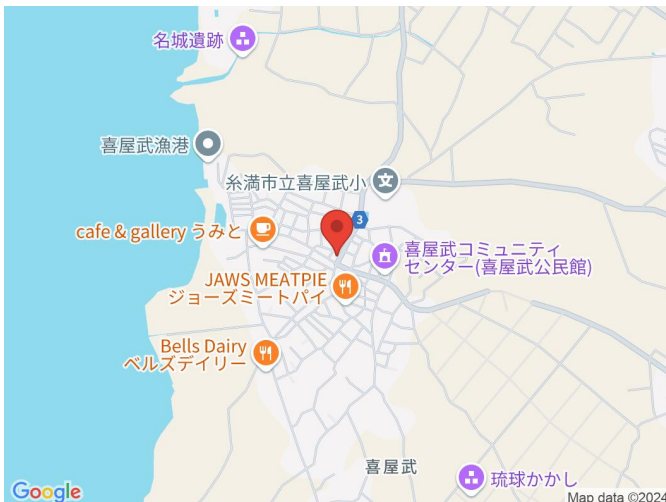 名城遺跡
喜屋武漁港
糸満市立喜屋武小
文
3
cafe & gallery うみと
喜屋武コミュニティ
センター(喜屋武公民館)
JAWS MEATPIE
ジョーズミートパイ
Bells Dairy
ベルズデイリー
喜屋武
琉球かかし
Google
Map data ©2024